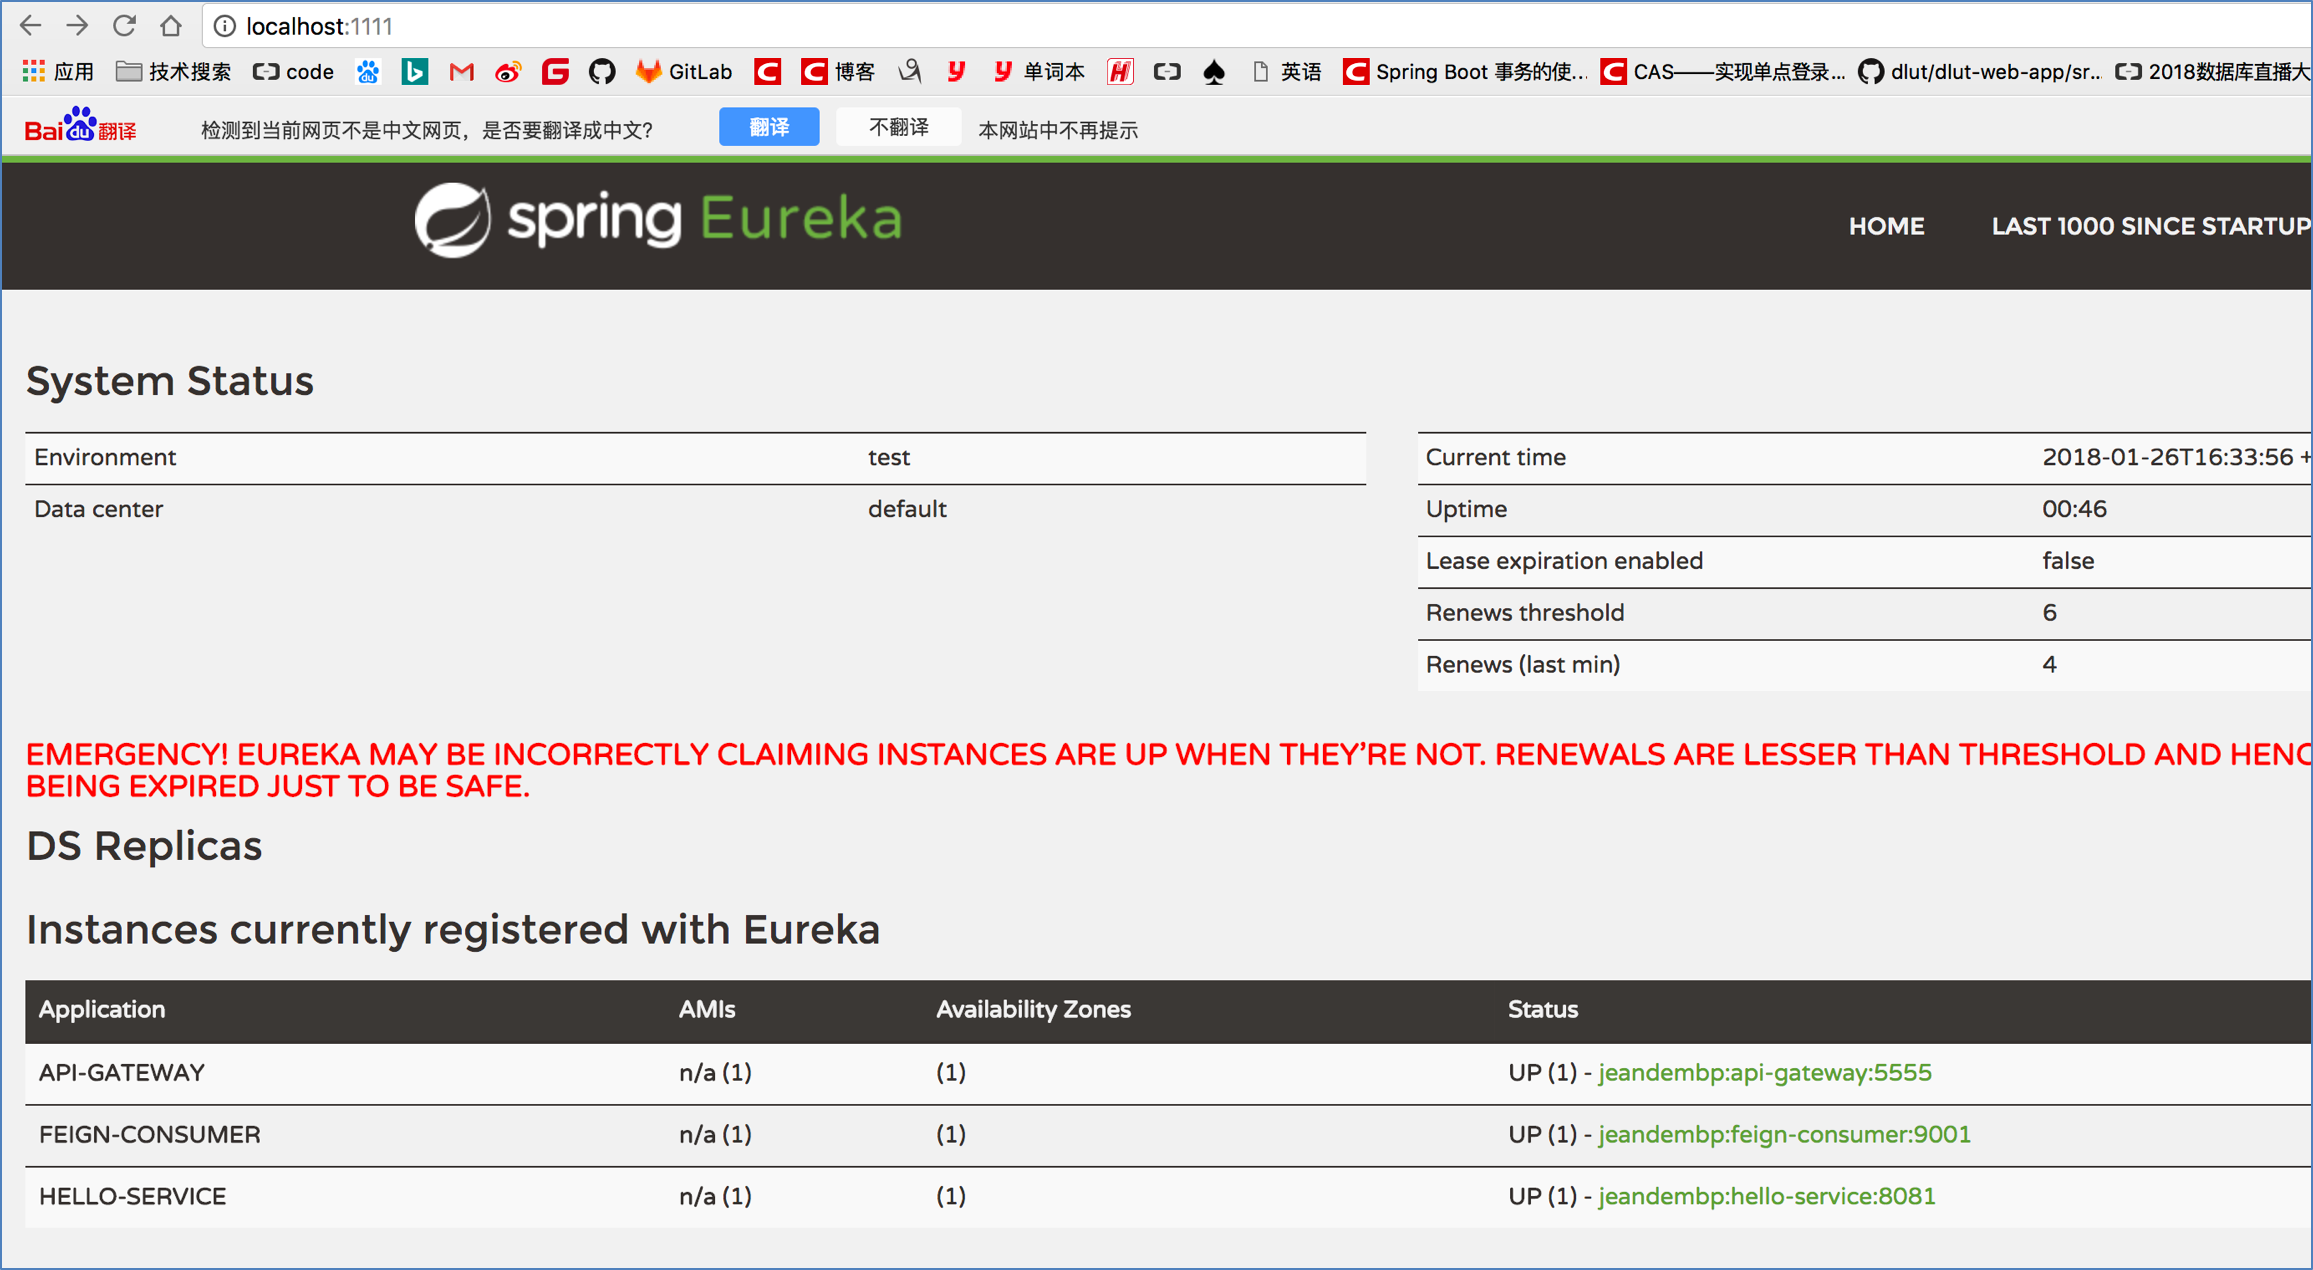 localhost:1111
应用 技术搜索 code GitLab 博客 单词本 英语 Spring Boot 事务的使... CAS——实现单点登录... dlut/dlut-web-app/sr... 2018数据库直播大
Bai du 翻译 检测到当前网页不是中文网页，是否要翻译成中文？ 翻译 不翻译 本网站中不再提示
spring Eureka HOME LAST 1000 SINCE STARTUP
System Status
Environment test Current time 2018-01-26T16:33:56 +
Data center default Uptime 00:46
Lease expiration enabled false
Renews threshold 6
Renews (last min) 4
EMERGENCY! EUREKA MAY BE INCORRECTLY CLAIMING INSTANCES ARE UP WHEN THEY'RE NOT. RENEWALS ARE LESSER THAN THRESHOLD AND HENC
BEING EXPIRED JUST TO BE SAFE.
DS Replicas
Instances currently registered with Eureka
Application AMIs Availability Zones Status
API-GATEWAY n/a (1) (1) UP (1) - jeandembp:api-gateway:5555
FEIGN-CONSUMER n/a (1) (1) UP (1) - jeandembp:feign-consumer:9001
HELLO-SERVICE n/a (1) (1) UP (1) - jeandembp:hello-service:8081